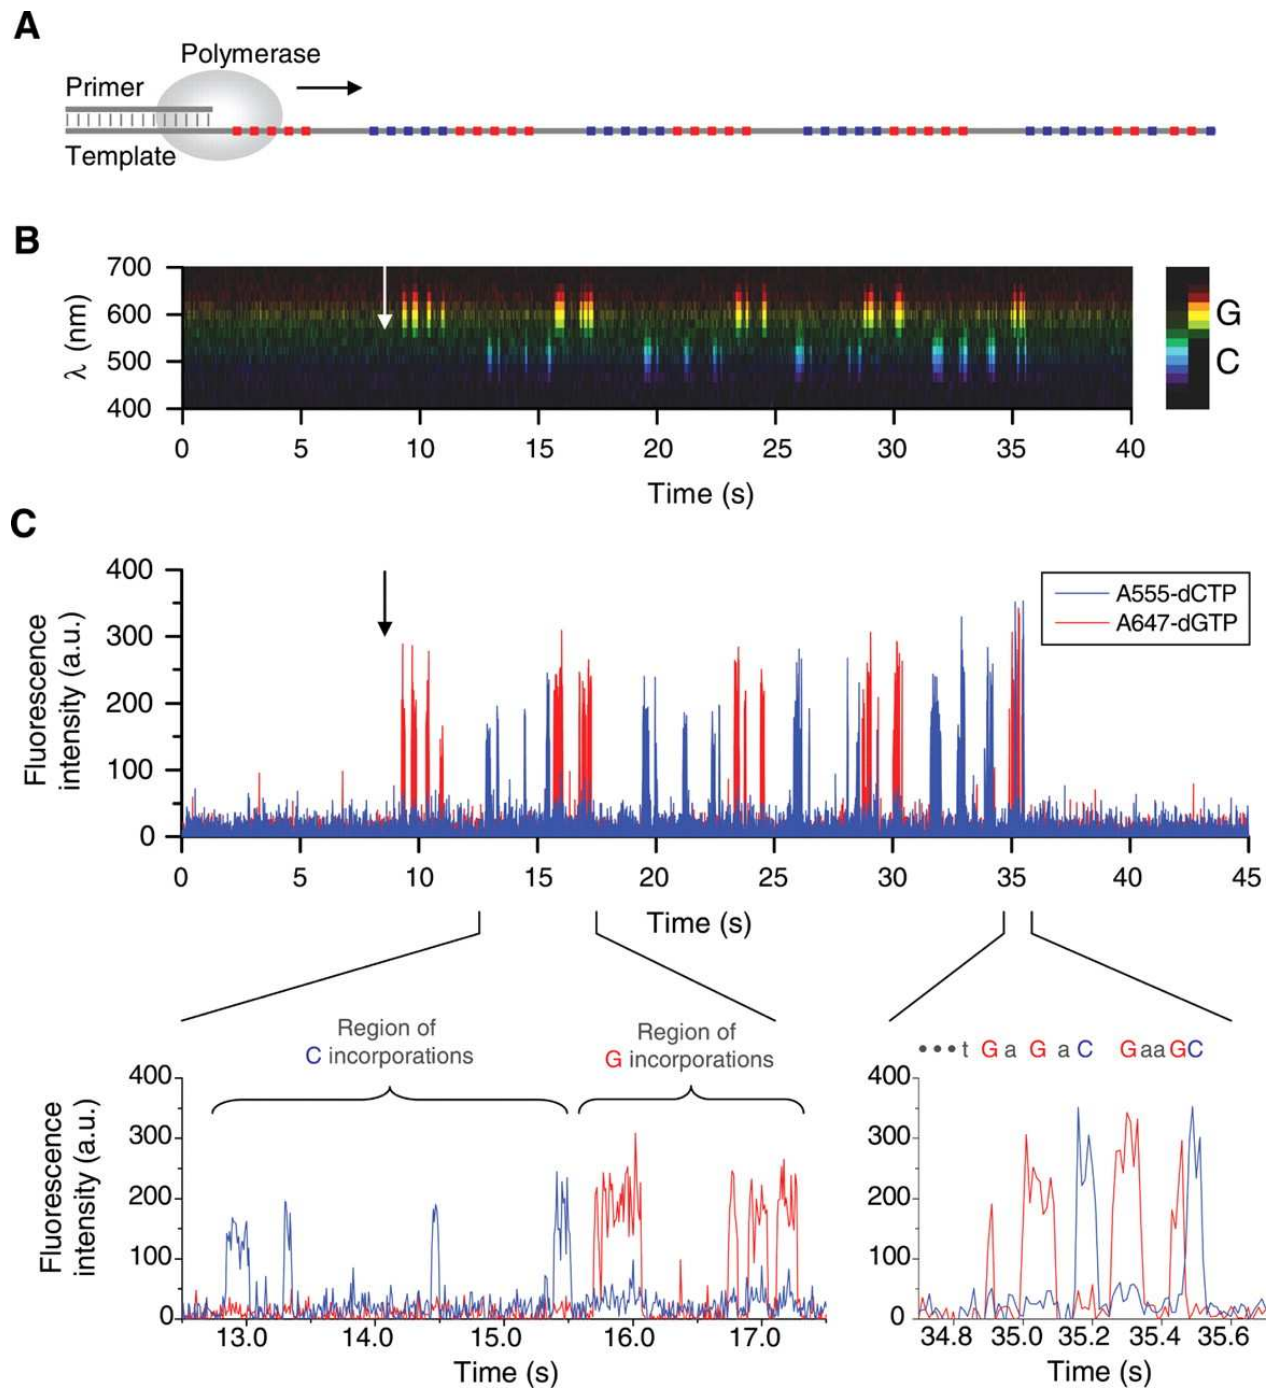 A
Polymerase
Primer
Template
B
λ (nm)
700
600
500
400
G
C
0 5 10 15 20 25 30 35 40
Time (s)
C
Fluorescence
intensity (a.u.)
400
300
200
100
0
A555-dCTP
A647-dGTP
0 5 10 15 20 25 30 35 40 45
Time (s)
Region of
C incorporations
Region of
G incorporations
Fluorescence
intensity (a.u.)
400
300
200
100
0
13.0 14.0 15.0 16.0 17.0
Time (s)
•••t G a G a C G a a G C
400
300
200
100
0
34.8 35.0 35.2 35.4 35.6
Time (s)